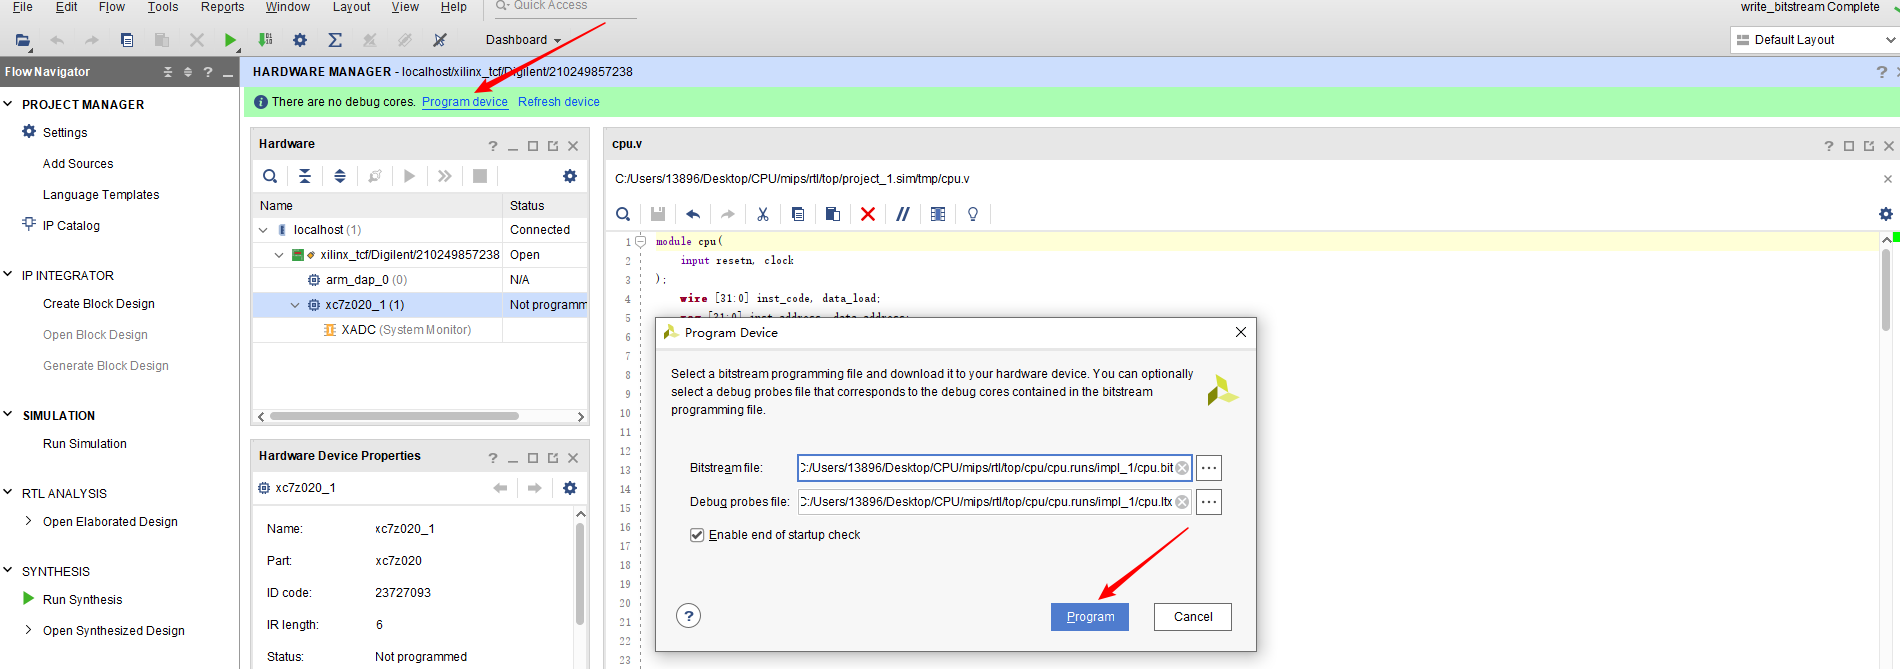 File Edit Flow Tools Reports Window Layout View Help Quick Access write_bitstream Complete
Dashboard Default Layout
Flow Navigator
HARDWARE MANAGER - localhost/xilinx_tcf/Digilent/210249857238
There are no debug cores. Program device Refresh device
PROJECT MANAGER
Settings
Add Sources
Language Templates
IP Catalog
IP INTEGRATOR
Create Block Design
Open Block Design
Generate Block Design
SIMULATION
Run Simulation
RTL ANALYSIS
Open Elaborated Design
SYNTHESIS
Run Synthesis
Open Synthesized Design
Hardware
Name Status
localhost (1) Connected
xilinx_tcf/Digilent/210249857238 Open
arm_dap_0 (0) N/A
xc7z020_1 (1) Not programm
XADC (System Monitor)
Hardware Device Properties
xc7z020_1
Name: xc7z020_1
Part: xc7z020
ID code: 23727093
IR length: 6
Status: Not programmed
cpu.v
C:/Users/13896/Desktop/CPU/mips/rtl/top/project_1.sim/tmp/cpu.v
1 module cpu(
2 input resetn, clock
3 );
4 wire [31:0] inst_code, data_load;
5
6
7
8
9
10
11
12
13
14
15
16
17
18
19
20
21
22
23
Program Device
Select a bitstream programming file and download it to your hardware device. You can optionally
select a debug probes file that corresponds to the debug cores contained in the bitstream
programming file.
Bitstream file: C:/Users/13896/Desktop/CPU/mips/rtl/top/cpu/cpu.runs/impl_1/cpu.bit ...
Debug probes file: C:/Users/13896/Desktop/CPU/mips/rtl/top/cpu/cpu.runs/impl_1/cpu.ltx ...
Enable end of startup check
? Program Cancel